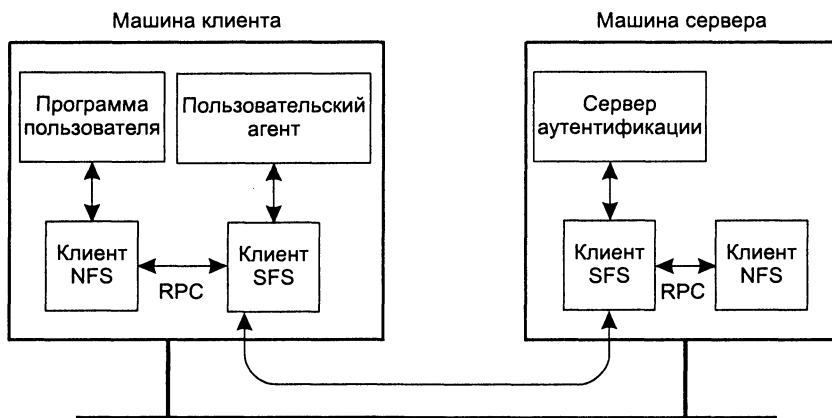 Машина клиента
Машина сервера
Программа
пользователя
Пользовательский
агент
Сервер
аутентификации
Клиент
NFS
RPC
Клиент
SFS
Клиент
SFS
RPC
Клиент
NFS